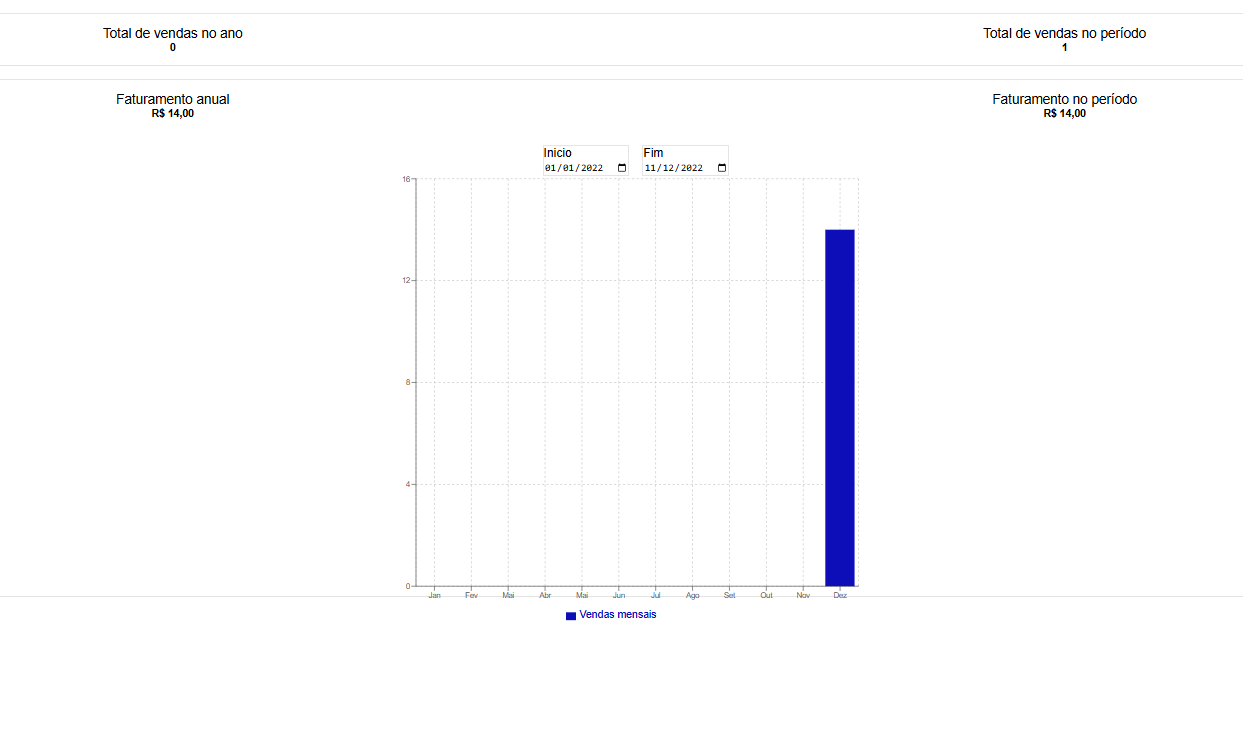 Total de vendas no ano
0
Total de vendas no período
1
Faturamento anual
R$ 14,00
Faturamento no período
R$ 14,00
Inicio
01/01/2022
Fim
11/12/2022
16
12
8
4
0
Jan Fev Mai Abr Mai Jun Jul Ago Set Out Nov Dez
Vendas mensais